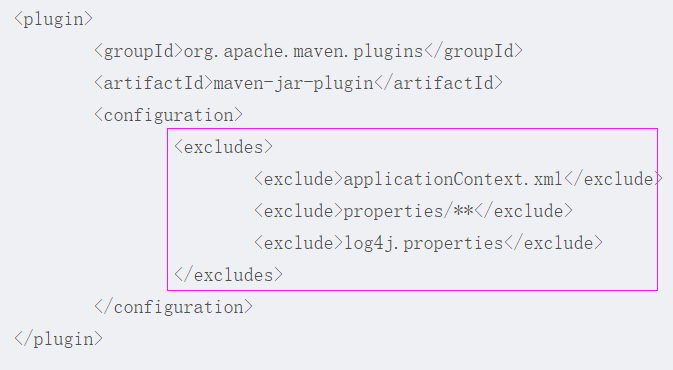 <plugin>
<groupId>org.apache.maven.plugins</groupId>
<artifactId>maven-jar-plugin</artifactId>
<configuration>
<excludes>
<exclude>applicationContext.xml</exclude>
<exclude>properties/**</exclude>
<exclude>log4j.properties</exclude>
</excludes>
</configuration>
</plugin>